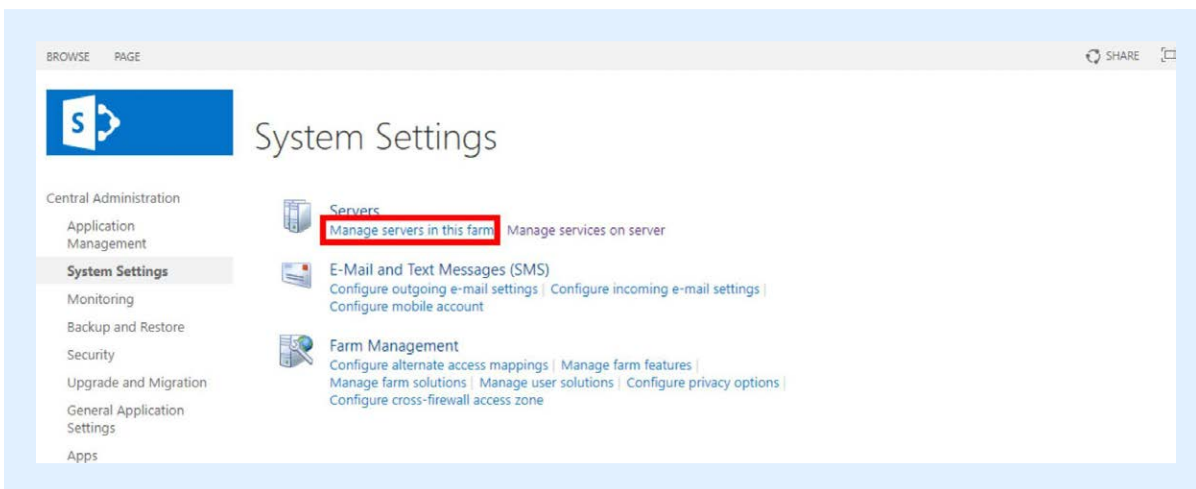 BROWSE PAGE
SHARE
S
System Settings
Central Administration
Application
Management
System Settings
Monitoring
Backup and Restore
Security
Upgrade and Migration
General Application
Settings
Apps
Servers
Manage servers in this farm Manage services on server
E-Mail and Text Messages (SMS)
Configure outgoing e-mail settings | Configure incoming e-mail settings |
Configure mobile account
Farm Management
Configure alternate access mappings | Manage farm features |
Manage farm solutions | Manage user solutions | Configure privacy options |
Configure cross-firewall access zone